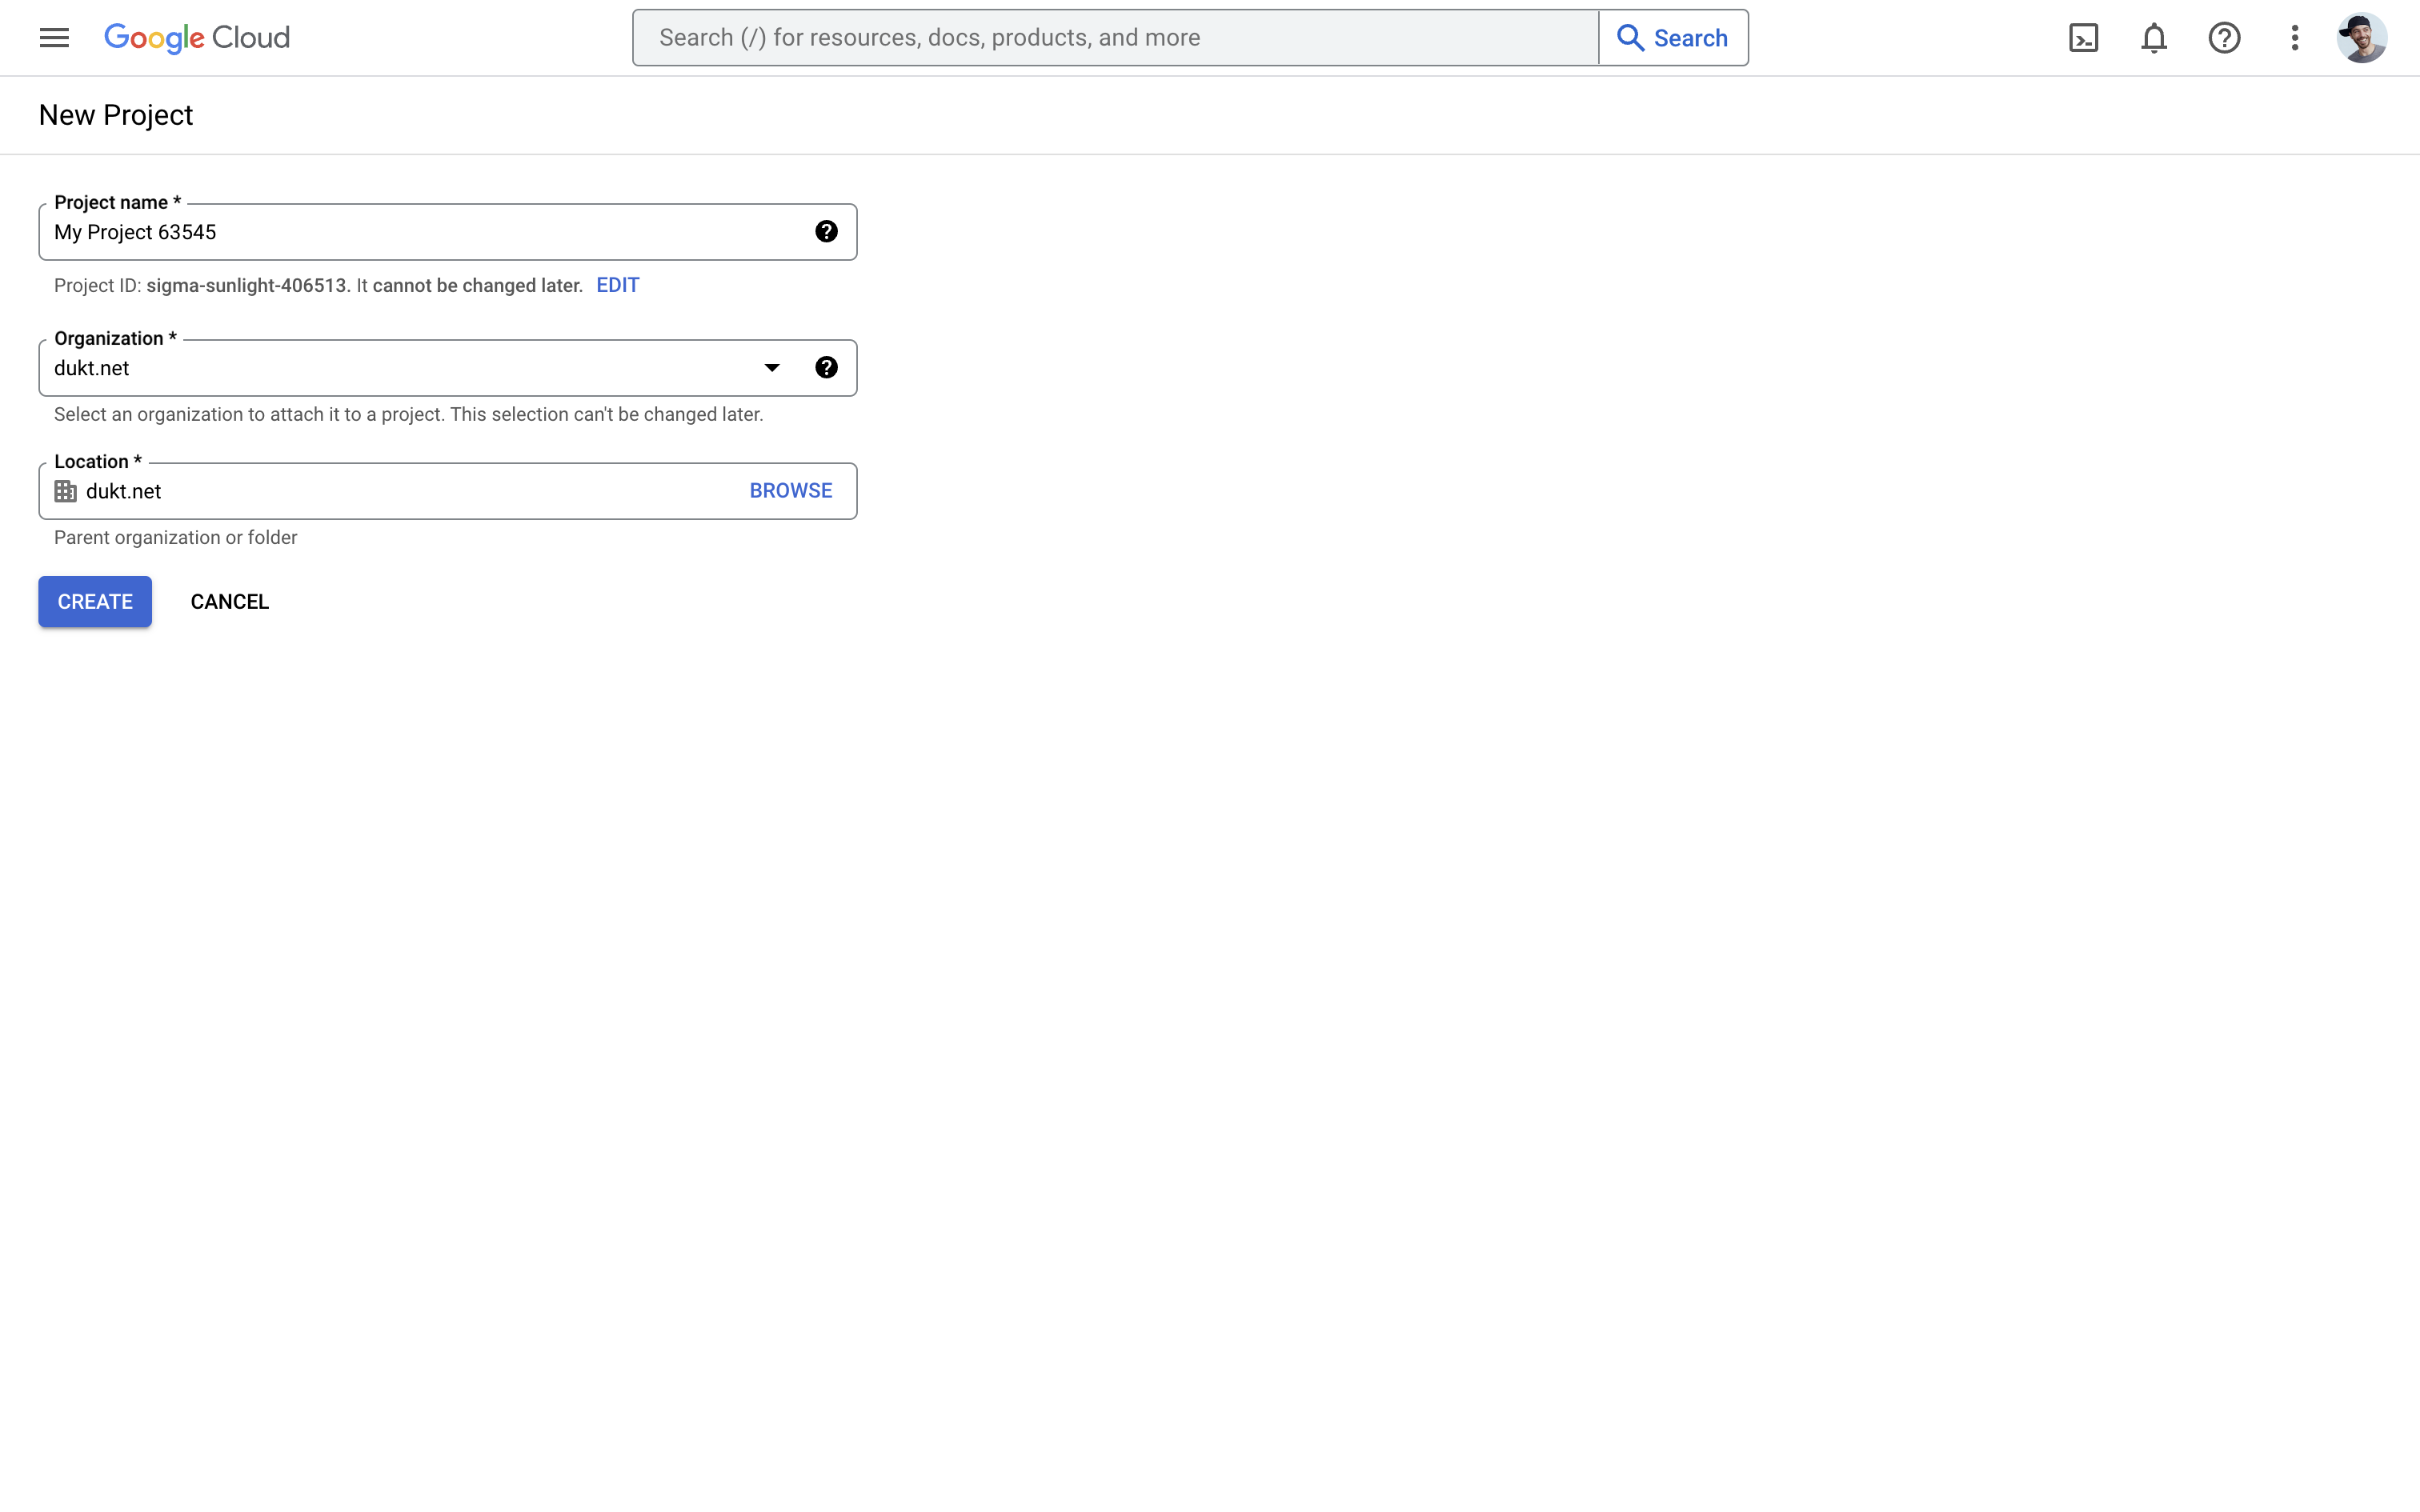 Google Cloud
Search (/) for resources, docs, products, and more
Search
New Project
Project name *
My Project 63545
Project ID: sigma-sunlight-406513. It cannot be changed later. EDIT
Organization *
dukt.net
Select an organization to attach it to a project. This selection can't be changed later.
Location *
dukt.net
BROWSE
Parent organization or folder
CREATE
CANCEL